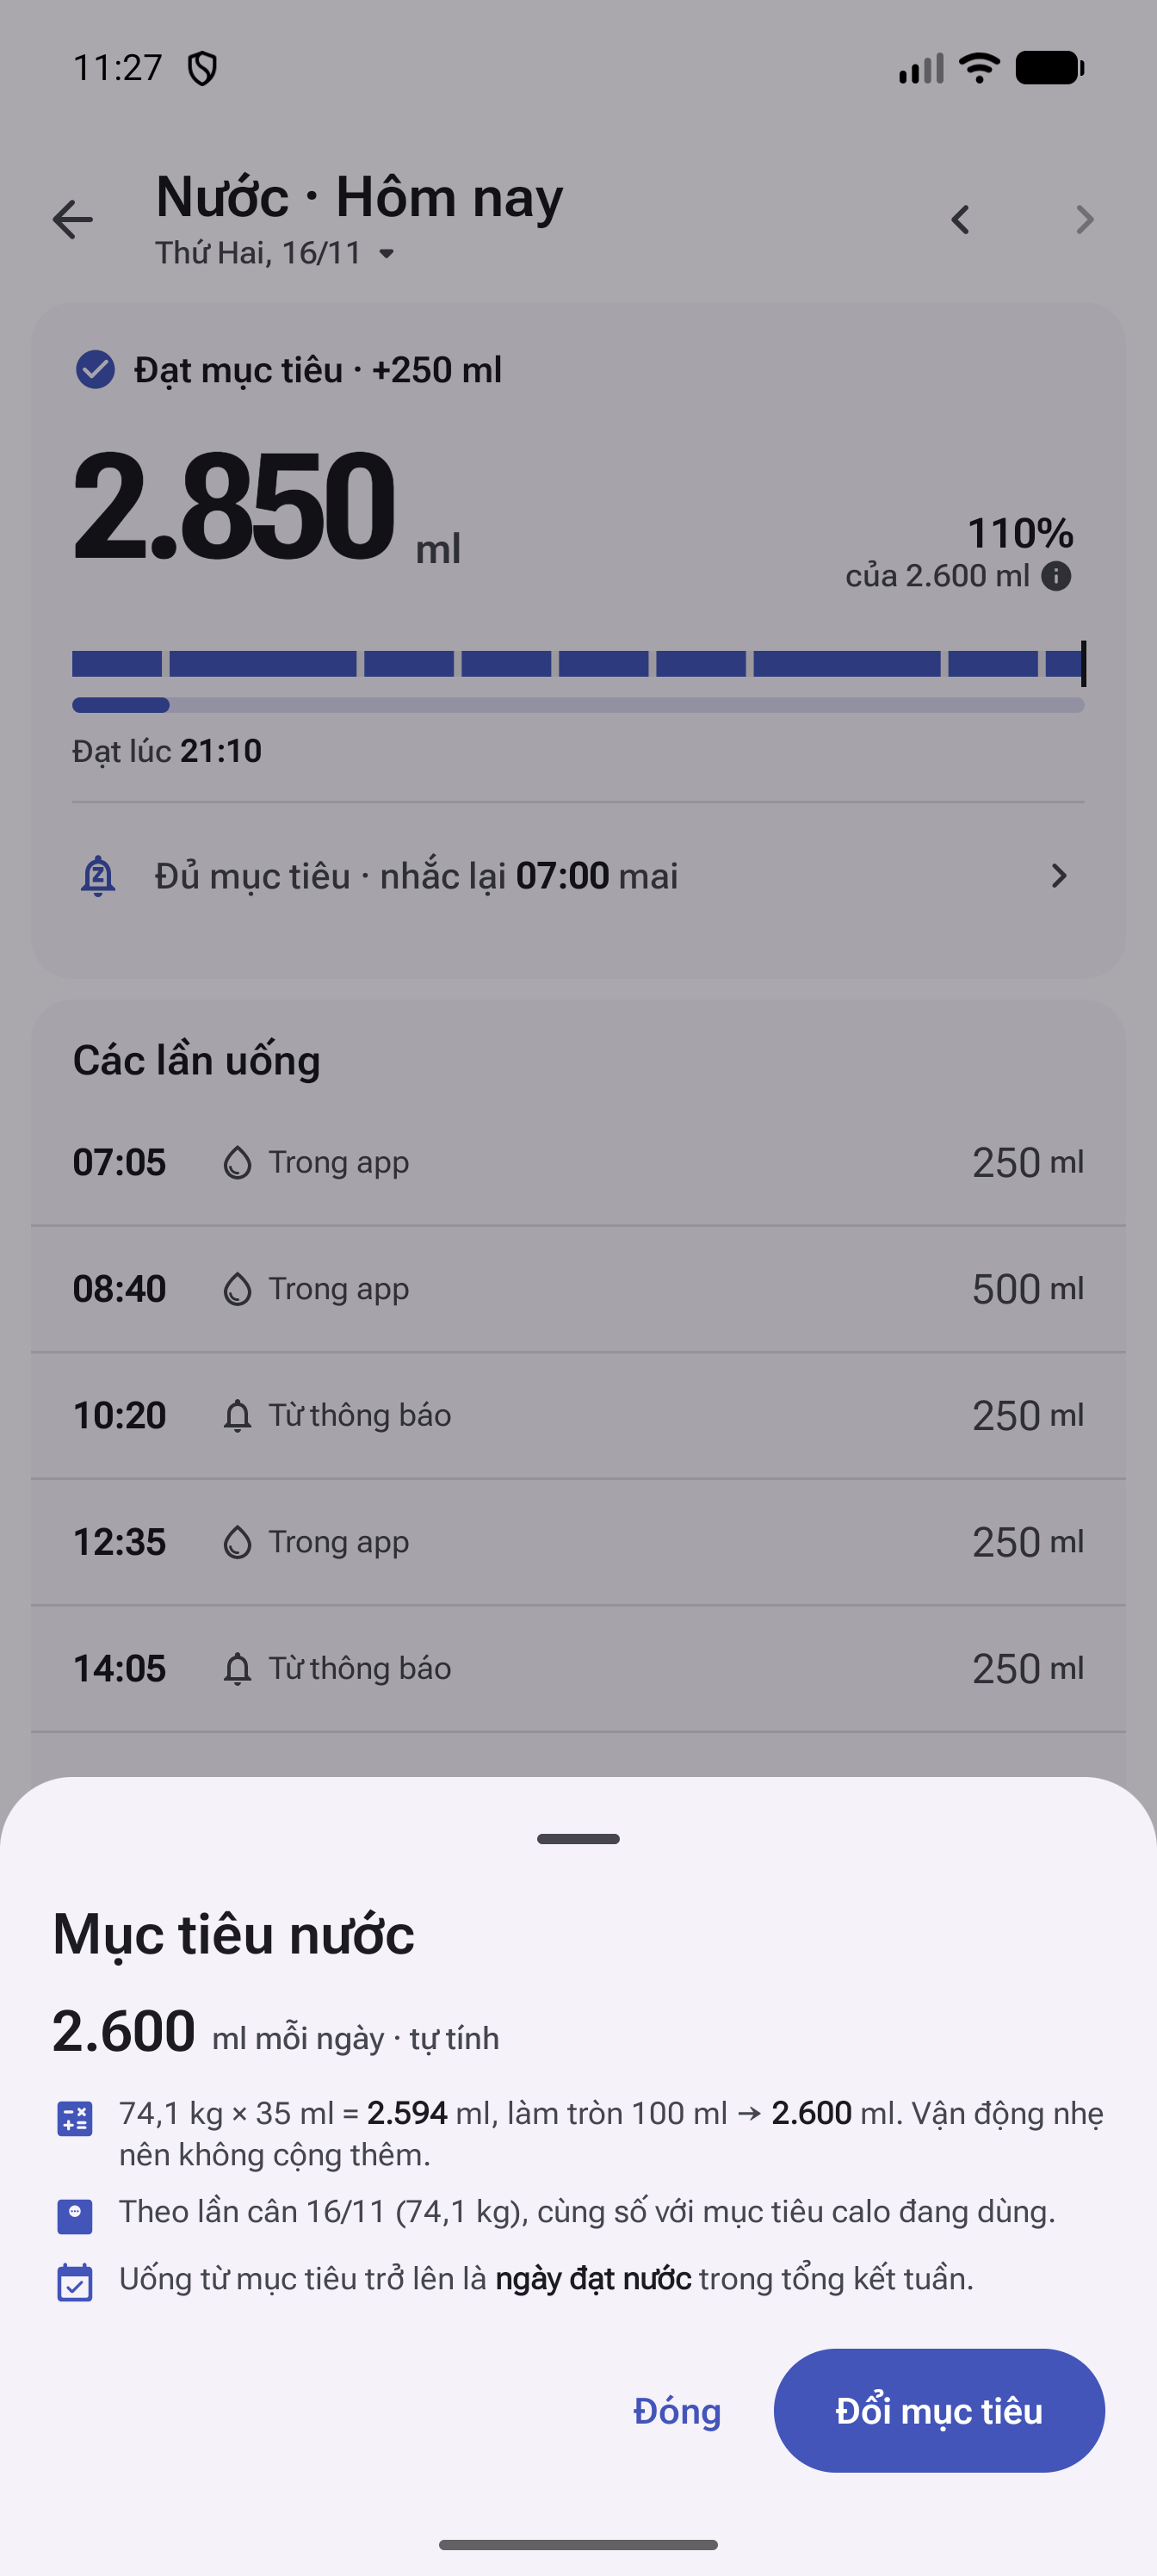 11:27
Nước · Hôm nay
Thứ Hai, 16/11
Đạt mục tiêu · +250 ml
2.850 ml
110%
của 2.600 ml
Đạt lúc 21:10
Đủ mục tiêu · nhắc lại 07:00 mai
Các lần uống
07:05 Trong app 250 ml
08:40 Trong app 500 ml
10:20 Từ thông báo 250 ml
12:35 Trong app 250 ml
14:05 Từ thông báo 250 ml
Mục tiêu nước
2.600 ml mỗi ngày · tự tính
74,1 kg × 35 ml = 2.594 ml, làm tròn 100 ml → 2.600 ml. Vận động nhẹ
nên không cộng thêm.
Theo lần cân 16/11 (74,1 kg), cùng số với mục tiêu calo đang dùng.
Uống từ mục tiêu trở lên là ngày đạt nước trong tổng kết tuần.
Đóng
Đổi mục tiêu